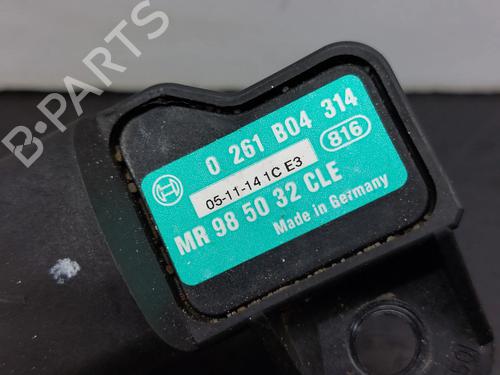 B-PARTS
0 261 B04 314
816
05-11-14 1C E3
MR 98 50 32 CLE
Made in Germany